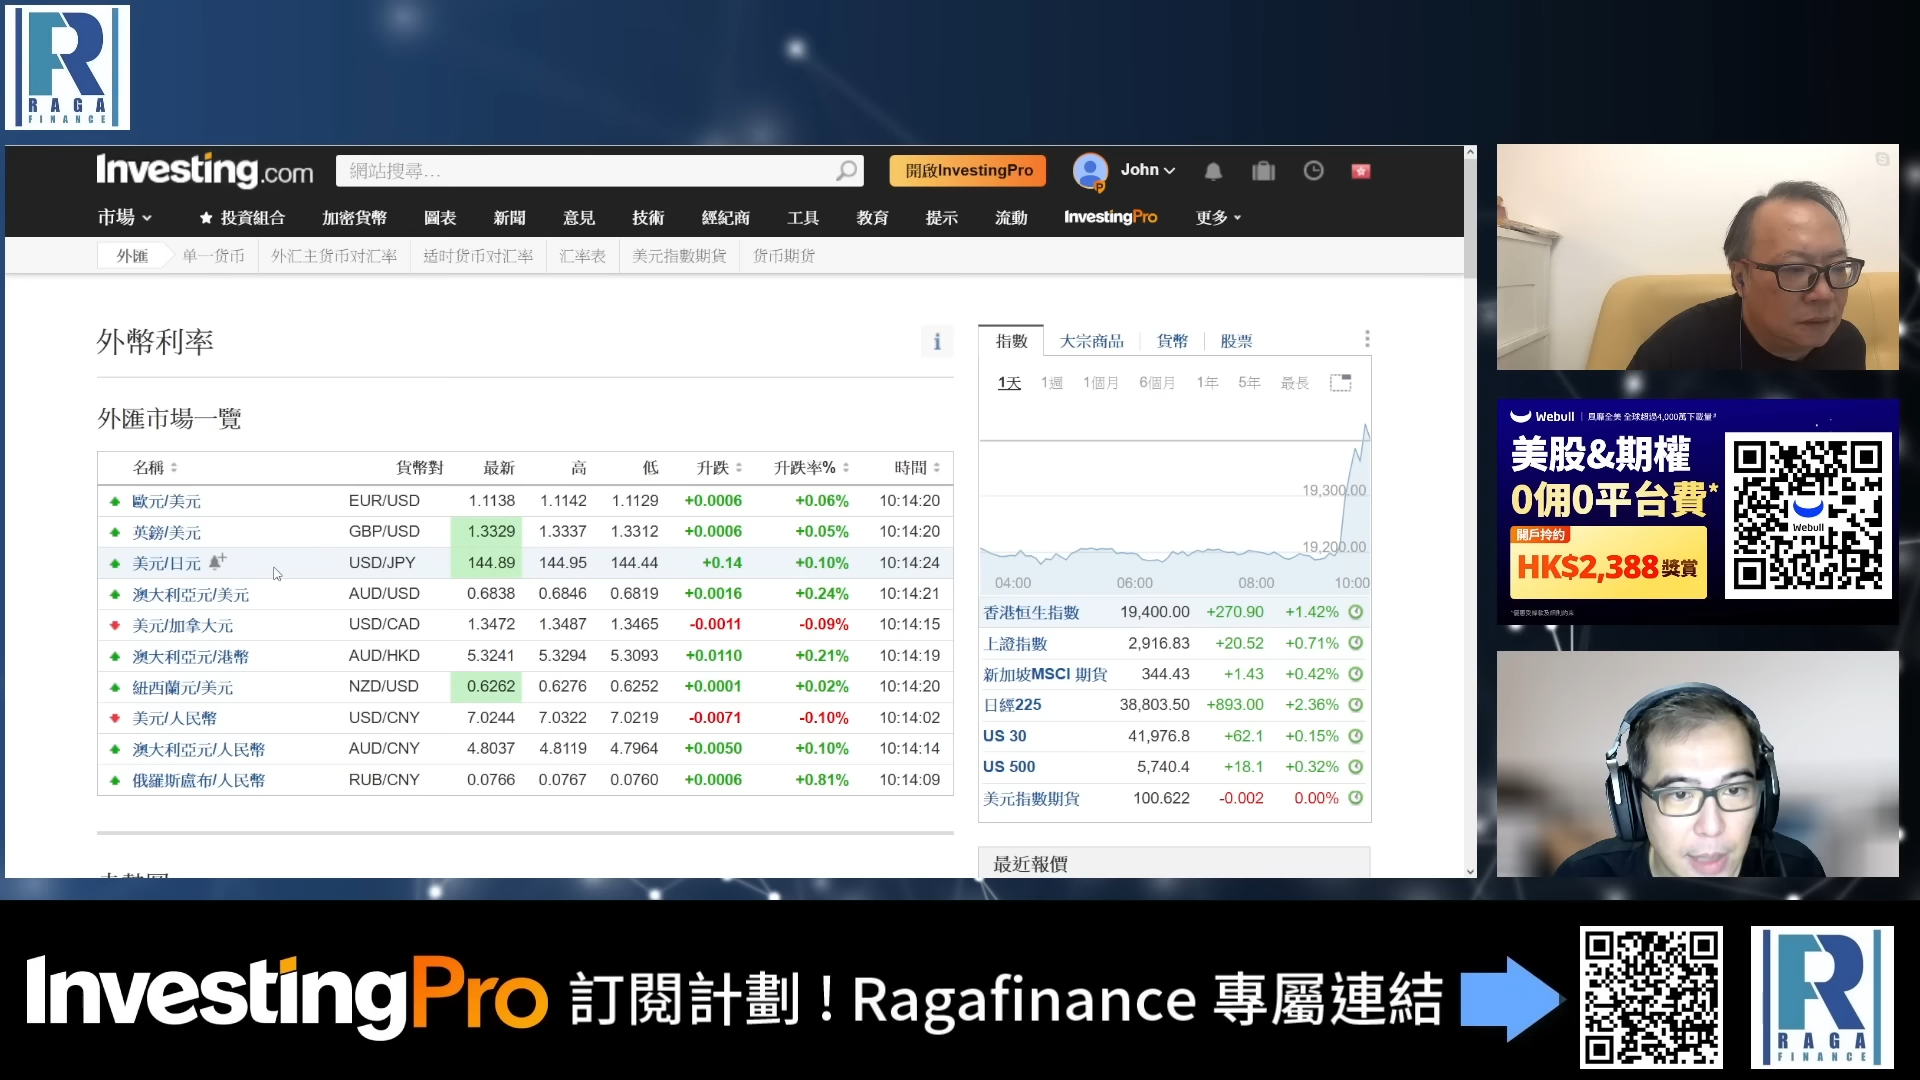 RAGA
FINANCE
Investing.com
網站搜尋...
開啟InvestingPro
John
市場
投資組合 加密貨幣 圖表 新聞 意見 技術 經紀商 工具 教育 提示 流動 InvestingPro 更多
外匯 单一货币 外汇主货币对汇率 适时货币对汇率 汇率表 美元指數期貨 货币期货
外幣利率
外匯市場一覽
名稱 貨幣對 最新 高 低 升跌 升跌率% 時間
歐元/美元 EUR/USD 1.1138 1.1142 1.1129 +0.0006 +0.06% 10:14:20
英鎊/美元 GBP/USD 1.3329 1.3337 1.3312 +0.0006 +0.05% 10:14:20
美元/日元 USD/JPY 144.89 144.95 144.44 +0.14 +0.10% 10:14:24
澳大利亞元/美元 AUD/USD 0.6838 0.6846 0.6819 +0.0016 +0.24% 10:14:21
美元/加拿大元 USD/CAD 1.3472 1.3487 1.3465 -0.0011 -0.09% 10:14:15
澳大利亞元/港幣 AUD/HKD 5.3241 5.3294 5.3093 +0.0110 +0.21% 10:14:19
紐西蘭元/美元 NZD/USD 0.6262 0.6276 0.6252 +0.0001 +0.02% 10:14:20
美元/人民幣 USD/CNY 7.0244 7.0322 7.0219 -0.0071 -0.10% 10:14:02
澳大利亞元/人民幣 AUD/CNY 4.8037 4.8119 4.7964 +0.0050 +0.10% 10:14:14
俄羅斯盧布/人民幣 RUB/CNY 0.0766 0.0767 0.0760 +0.0006 +0.81% 10:14:09
指數 大宗商品 貨幣 股票
1天 1週 1個月 6個月 1年 5年 最長
19,300.00
19,200.00
04:00 06:00 08:00 10:00
香港恒生指數 19,400.00 +270.90 +1.42%
上證指數 2,916.83 +20.52 +0.71%
新加坡MSCI 期貨 344.43 +1.43 +0.42%
日經225 38,803.50 +893.00 +2.36%
US 30 41,976.8 +62.1 +0.15%
US 500 5,740.4 +18.1 +0.32%
美元指數期貨 100.622 -0.002 0.00%
最近報價
Webull 風靡全美 全球超過4,000萬下載量
美股&期權
0佣0平台費*
開戶拎約
HK$2,388獎賞
Webull
InvestingPro 訂閱計劃！Ragafinance 專屬連結
RAGA
FINANCE